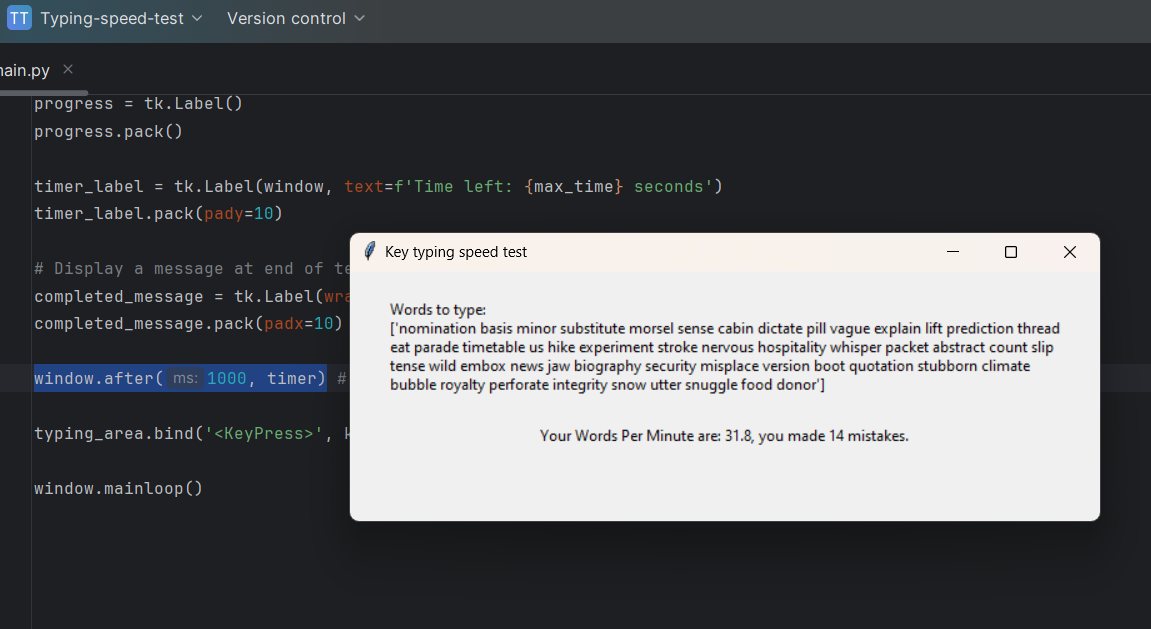 TT Typing-speed-test Version control
ain.py
progress = tk.Label()
progress.pack()
timer_label = tk.Label(window, text=f'Time left: {max_time} seconds')
timer_label.pack(pady=10)
# Display a message at end of te
completed_message = tk.Label(wra
completed_message.pack(padx=10)
window.after( ms: 1000, timer) #
typing_area.bind('<KeyPress>', k
window.mainloop()
Key typing speed test
Words to type:
['nomination basis minor substitute morsel sense cabin dictate pill vague explain lift prediction thread
eat parade timetable us hike experiment stroke nervous hospitality whisper packet abstract count slip
tense wild embox news jaw biography security misplace version boot quotation stubborn climate
bubble royalty perforate integrity snow utter snuggle food donor']
Your Words Per Minute are: 31.8, you made 14 mistakes.